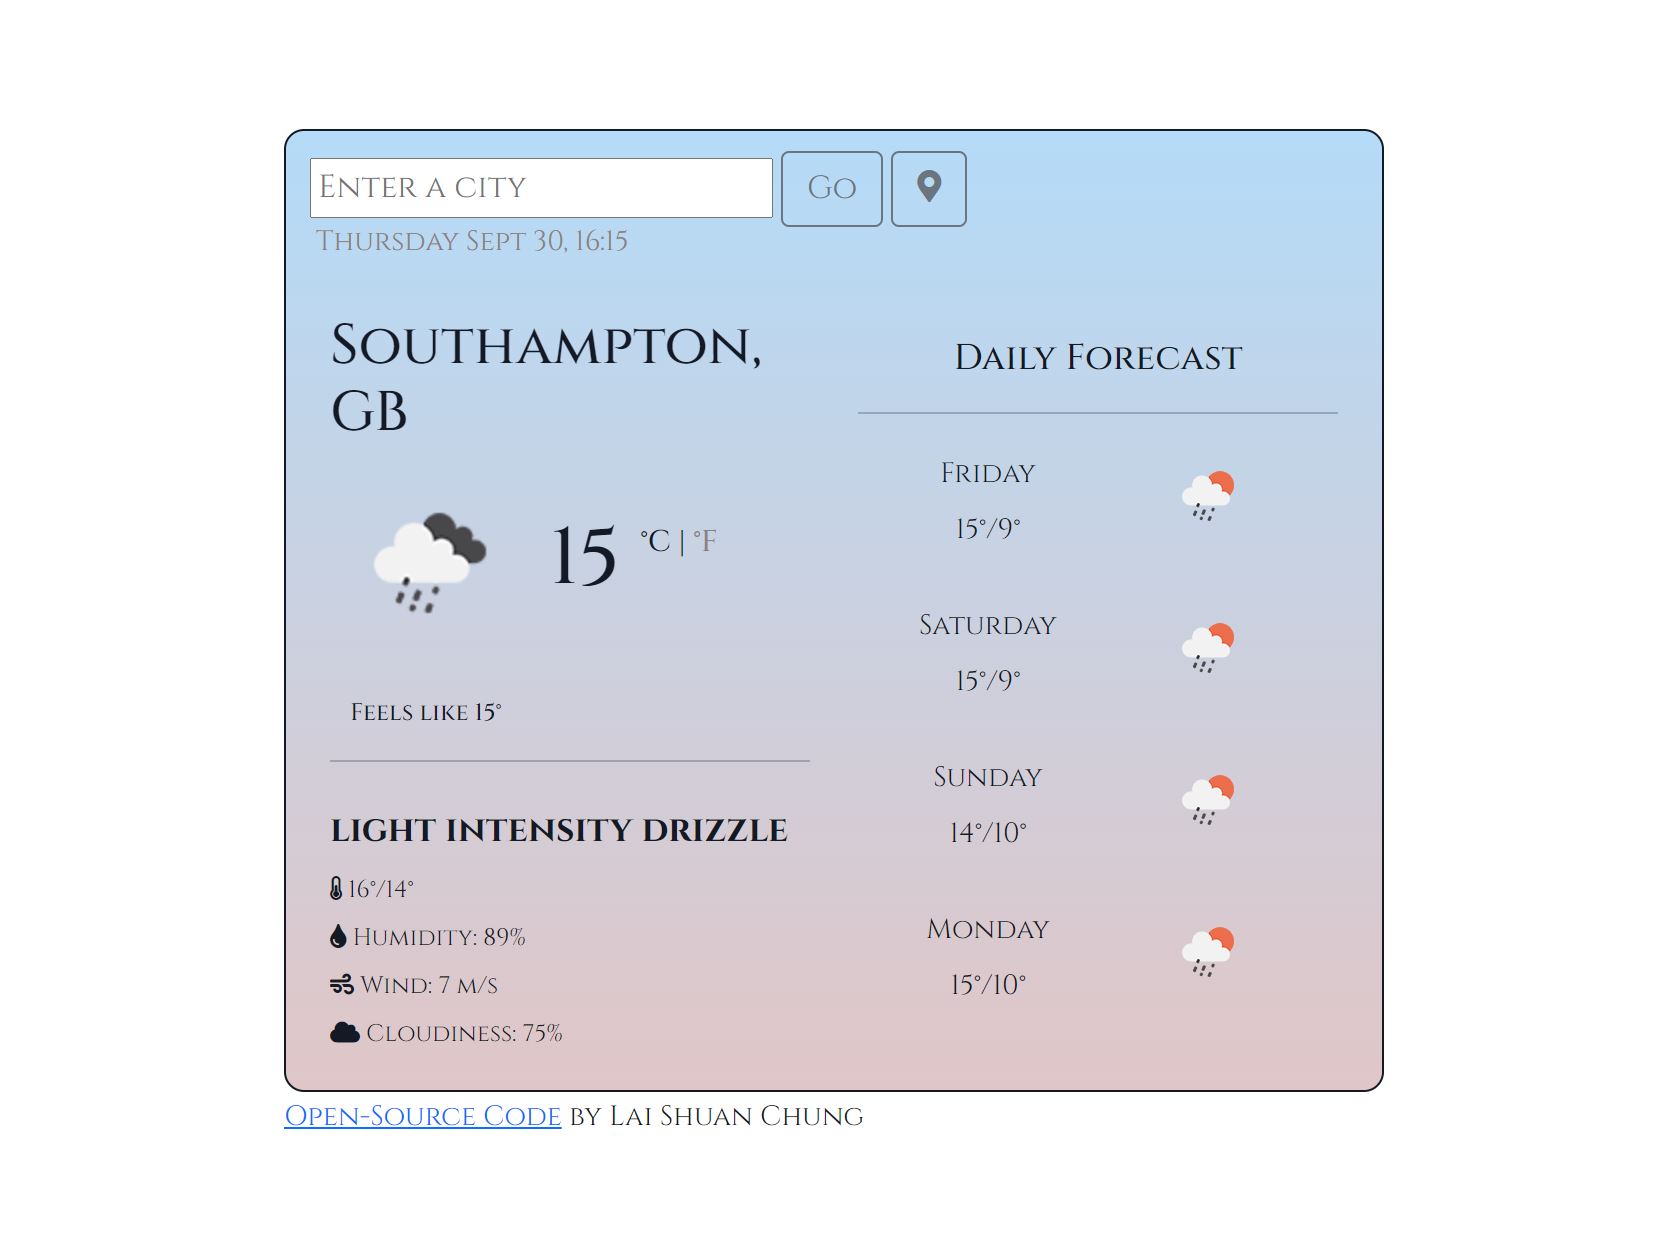 Enter a city
Go
Thursday Sept 30, 16:15
Southampton,
GB
15 °C | °F
Feels like 15°
LIGHT INTENSITY DRIZZLE
16°/14°
Humidity: 89%
Wind: 7 m/s
Cloudiness: 75%
Daily Forecast
Friday
15°/9°
Saturday
15°/9°
Sunday
14°/10°
Monday
15°/10°
Open-Source Code by Lai Shuan Chung